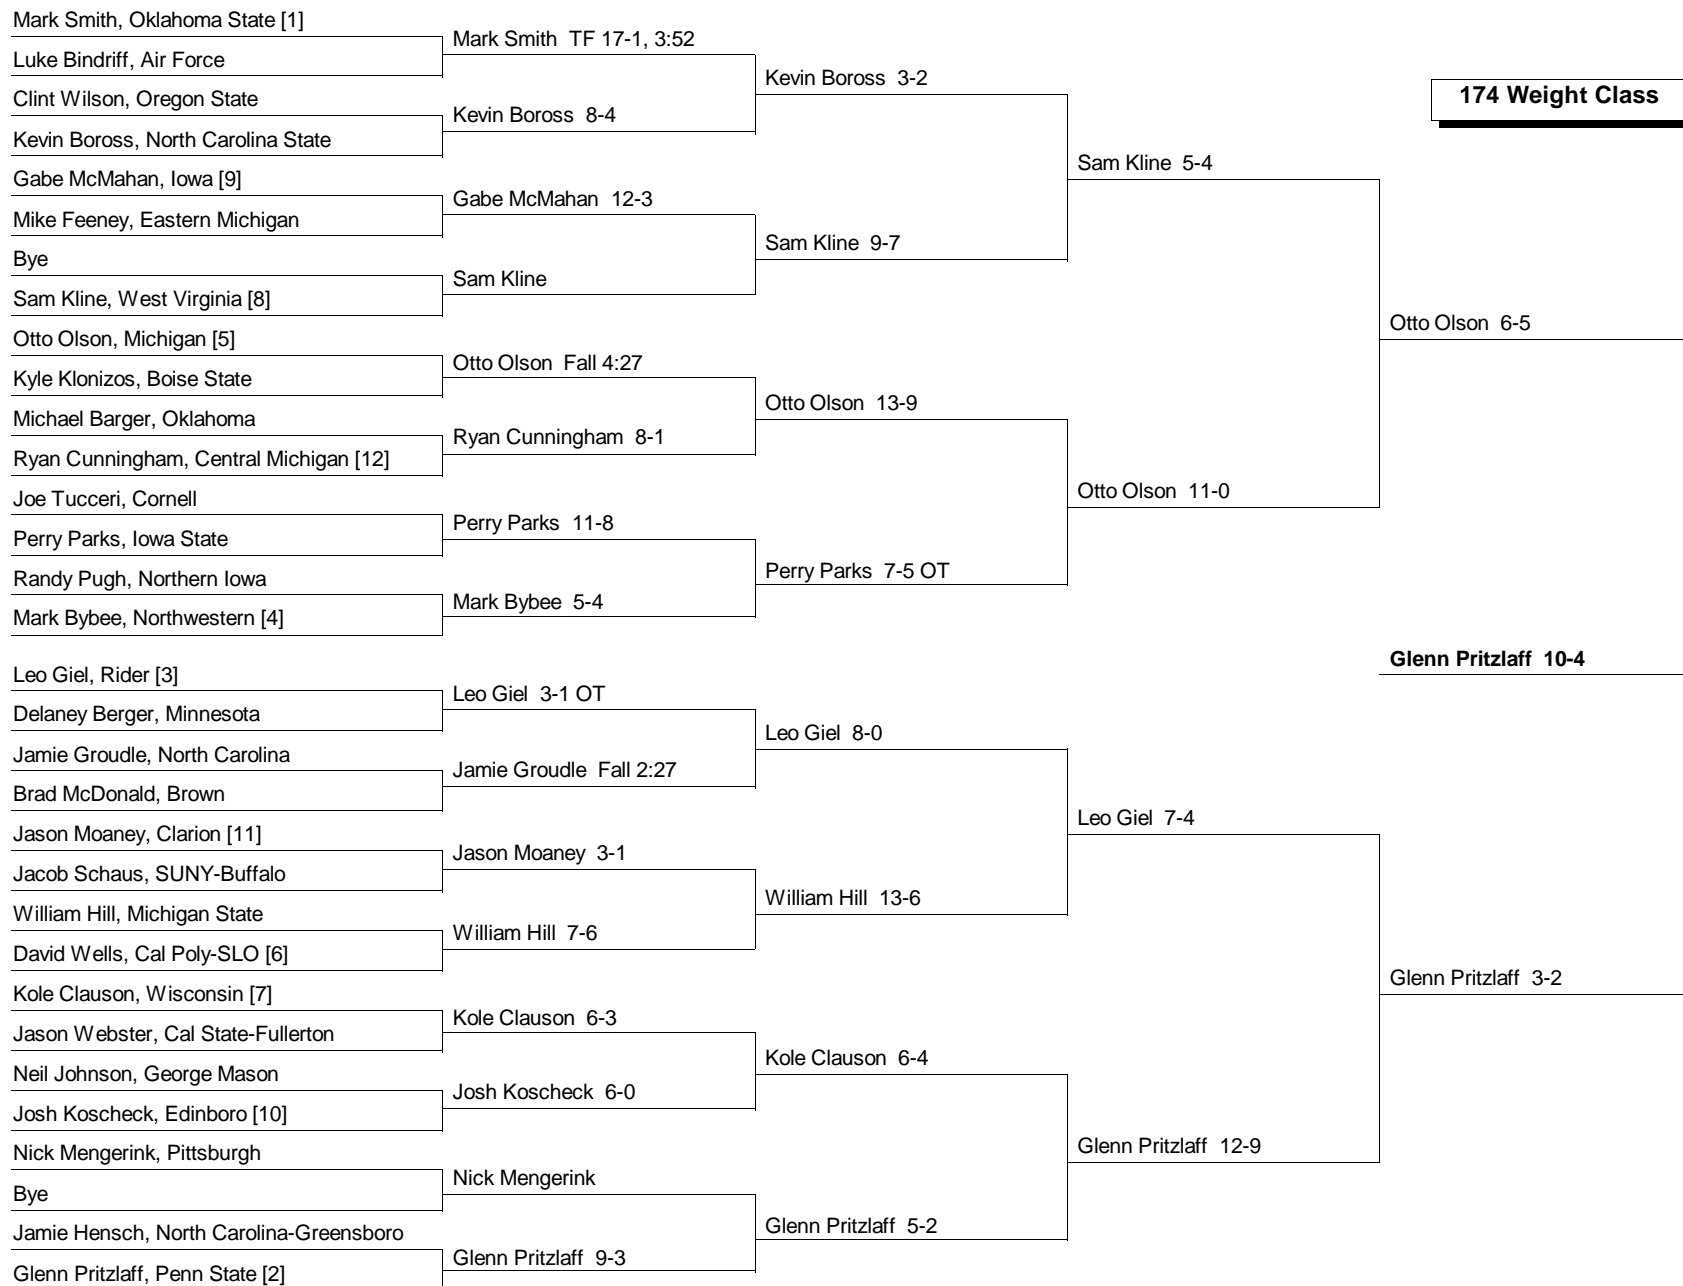 Mark Smith, Oklahoma State [1]
Luke Bindriff, Air Force
Clint Wilson, Oregon State
Kevin Boross, North Carolina State
Gabe McMahan, Iowa [9]
Mike Feeney, Eastern Michigan
Bye
Sam Kline, West Virginia [8]
Otto Olson, Michigan [5]
Kyle Klonizos, Boise State
Michael Barger, Oklahoma
Ryan Cunningham, Central Michigan [12]
Joe Tucceri, Cornell
Perry Parks, Iowa State
Randy Pugh, Northern Iowa
Mark Bybee, Northwestern [4]
Leo Giel, Rider [3]
Delaney Berger, Minnesota
Jamie Groudle, North Carolina
Brad McDonald, Brown
Jason Moaney, Clarion [11]
Jacob Schaus, SUNY-Buffalo
William Hill, Michigan State
David Wells, Cal Poly-SLO [6]
Kole Clauson, Wisconsin [7]
Jason Webster, Cal State-Fullerton
Neil Johnson, George Mason
Josh Koscheck, Edinboro [10]
Nick Mengerink, Pittsburgh
Bye
Jamie Hensch, North Carolina-Greensboro
Glenn Pritzlaff, Penn State [2]
Mark Smith TF 17-1, 3:52
Kevin Boross 8-4
Gabe McMahan 12-3
Sam Kline
Otto Olson Fall 4:27
Ryan Cunningham 8-1
Perry Parks 11-8
Mark Bybee 5-4
Leo Giel 3-1 OT
Jamie Groudle Fall 2:27
Jason Moaney 3-1
William Hill 7-6
Kole Clauson 6-3
Josh Koscheck 6-0
Nick Mengerink
Glenn Pritzlaff 9-3
Kevin Boross 3-2
Sam Kline 9-7
Otto Olson 13-9
Perry Parks 7-5 OT
Leo Giel 8-0
William Hill 13-6
Kole Clauson 6-4
Glenn Pritzlaff 5-2
Sam Kline 5-4
Otto Olson 11-0
Leo Giel 7-4
Glenn Pritzlaff 12-9
174 Weight Class
Otto Olson 6-5
Glenn Pritzlaff 10-4
Glenn Pritzlaff 3-2